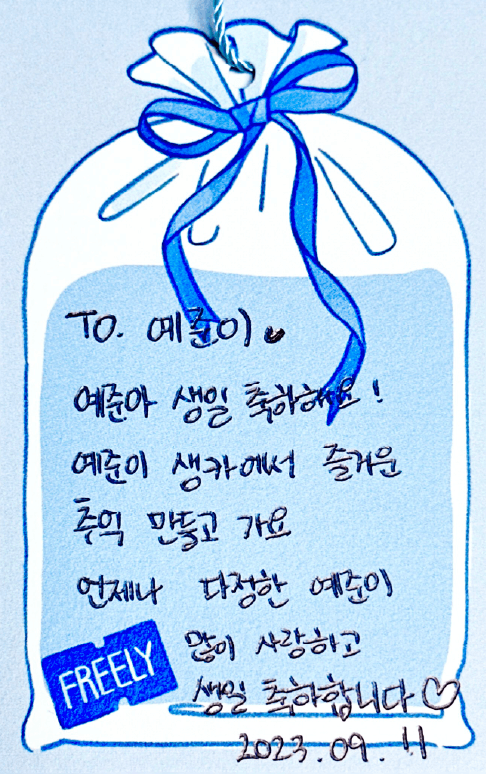 TO. 예준이
예준아 생일 축하해요!
예준이 생카에서 즐거운
추억 만들고 가요
언제나 다정한 예준이
많이 사랑하고
FREELY
생일 축하합니다♡
2023.09.11